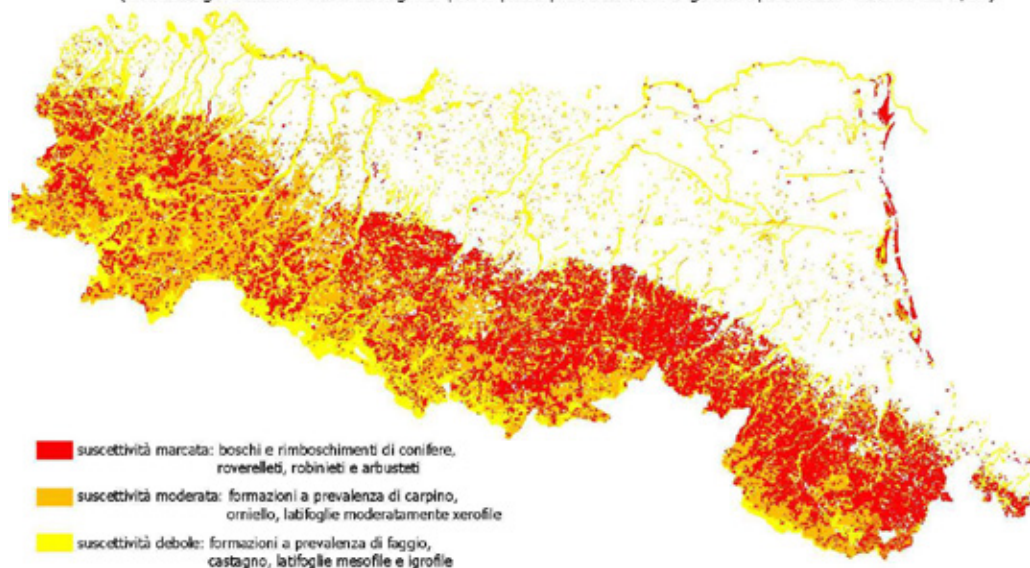 suscettività marcata: boschi e rimboschimenti di conifere,
roverelleti, robinieti e arbusteti
suscettività moderata: formazioni a prevalenza di carpino,
orniello, latifoglie moderatamente xerofile
suscettività debole: formazioni a prevalenza di faggio,
castagno, latifoglie mesofile e igrofile